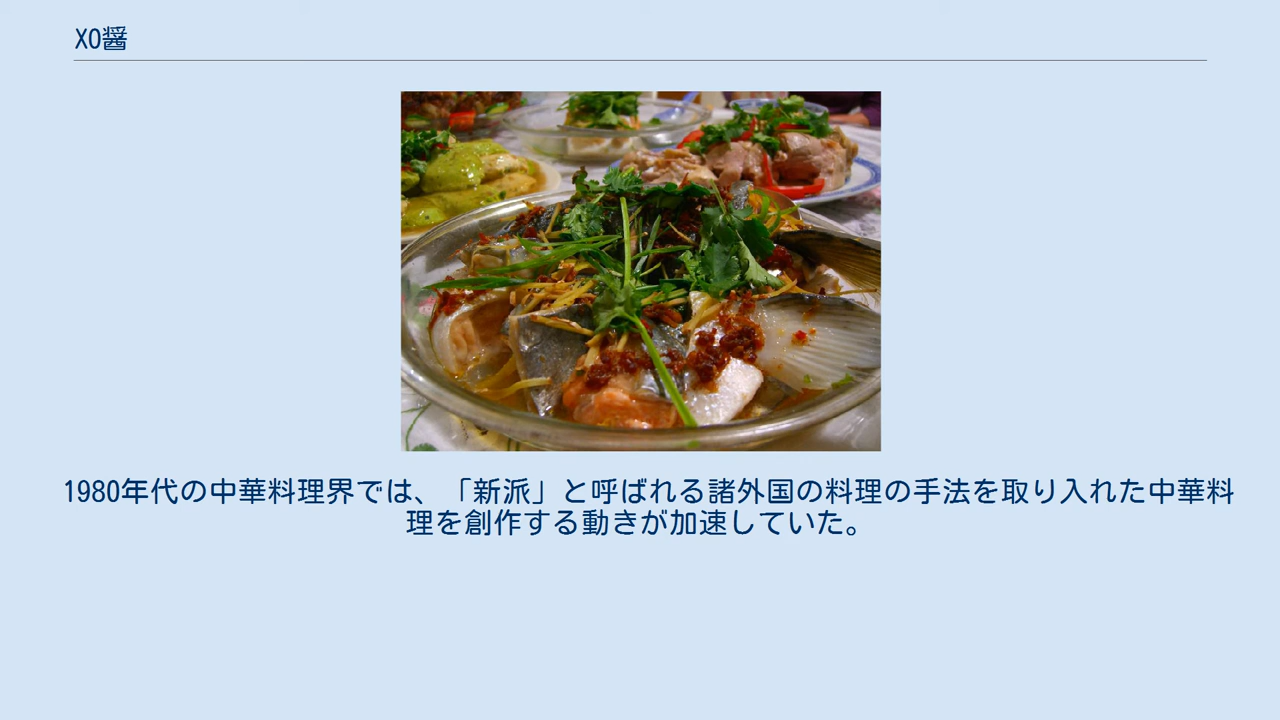 XO醤
1980年代の中華料理界では、「新派」と呼ばれる諸外国の料理の手法を取り入れた中華料
理を創作する動きが加速していた。